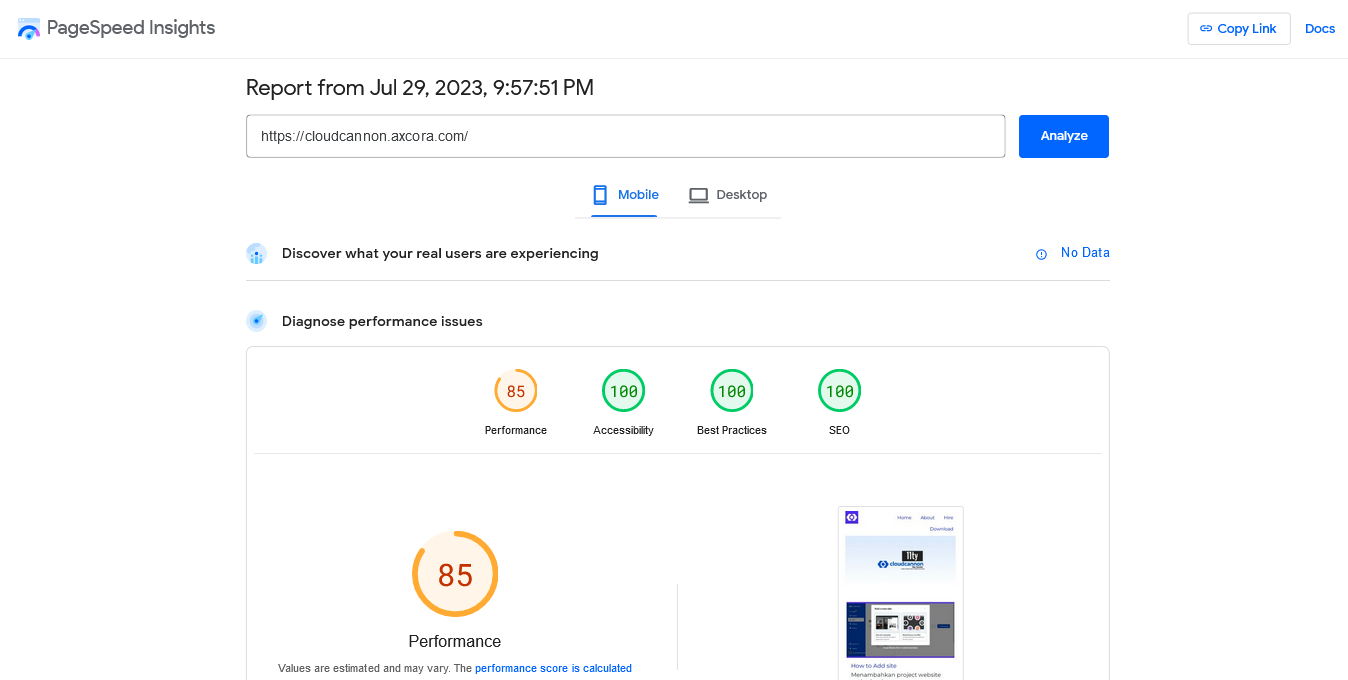 PageSpeed Insights
Copy Link
Docs
Report from Jul 29, 2023, 9:57:51 PM
https://cloudcannon.axcora.com/
Analyze
Mobile
Desktop
Discover what your real users are experiencing
No Data
Diagnose performance issues
85
100
100
100
Performance
Accessibility
Best Practices
SEO
85
Performance
Values are estimated and may vary. The performance score is calculated
Home
About
Hire
Download
11ty
cloudcannon
How to Add site
Menambahkan project website